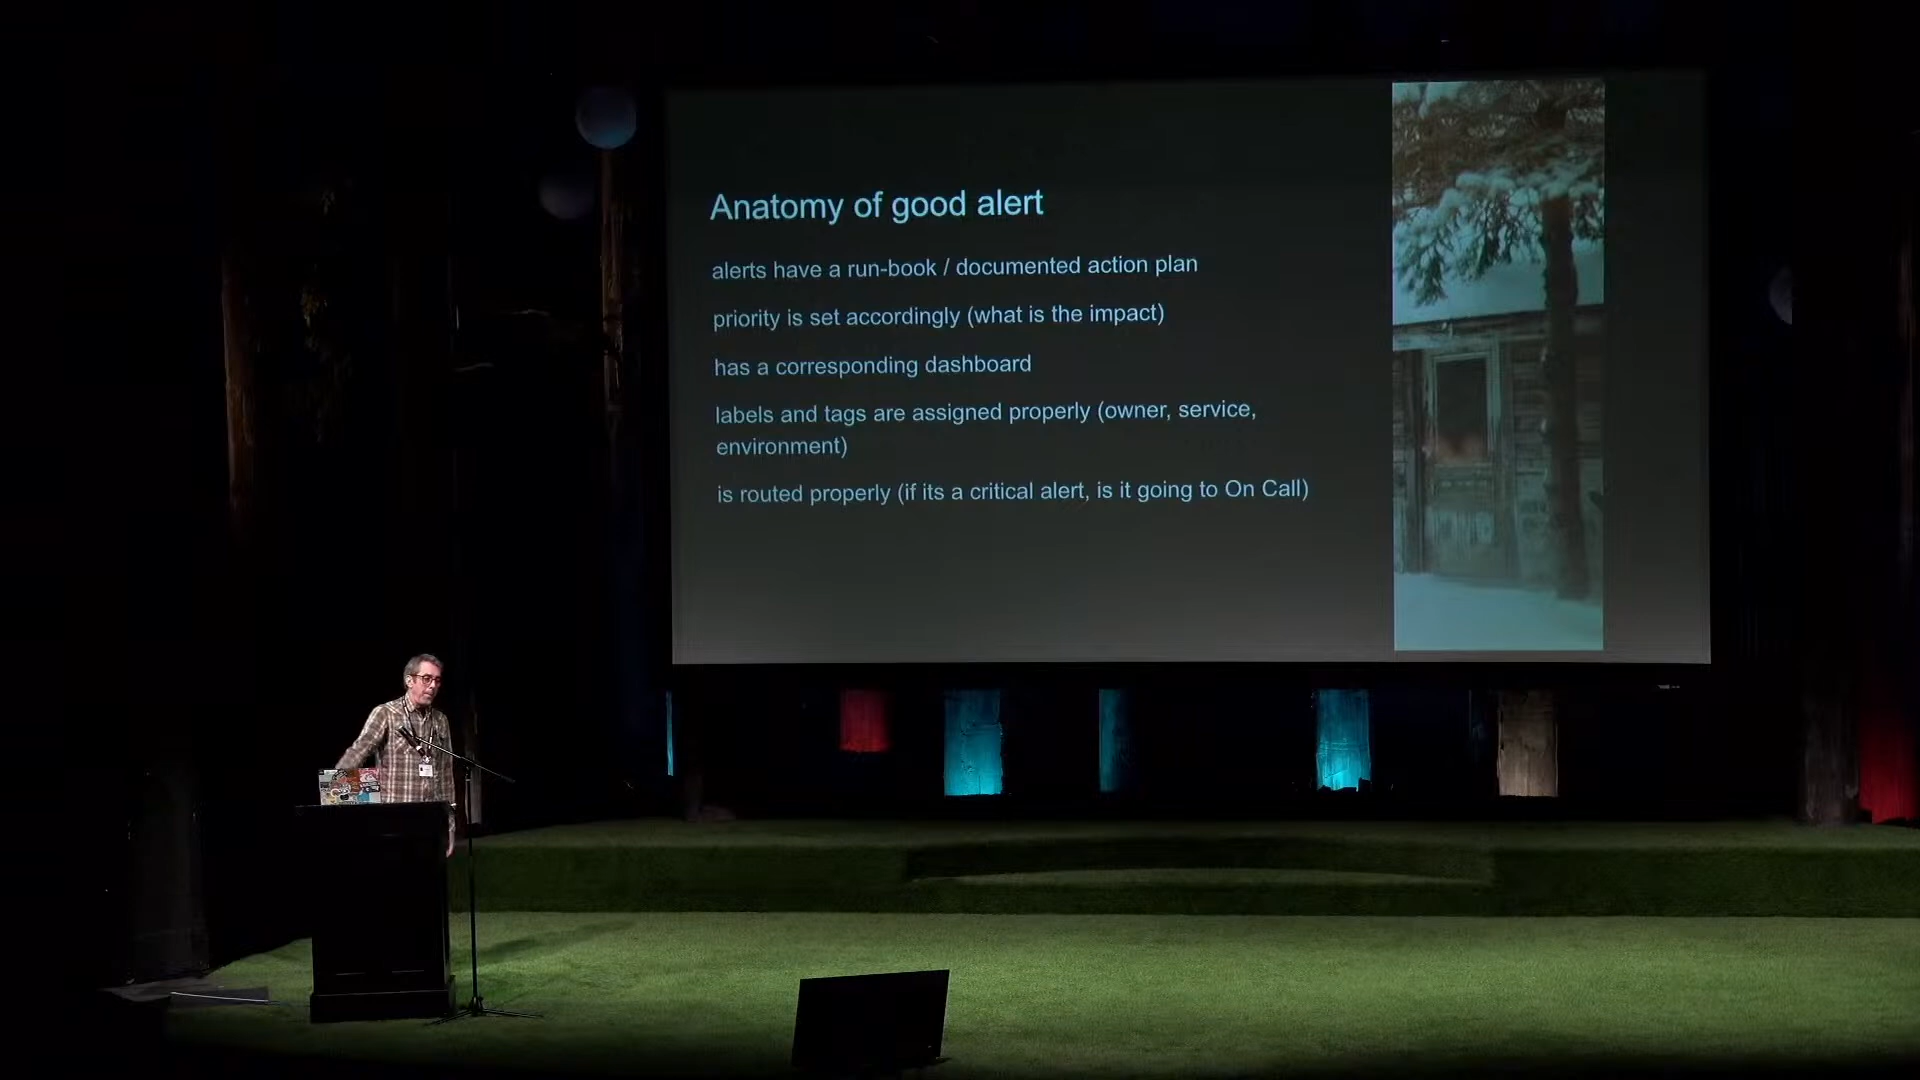 Anatomy of good alert
alerts have a run-book / documented action plan
priority is set accordingly (what is the impact)
has a corresponding dashboard
labels and tags are assigned properly (owner, service,
environment)
is routed properly (if its a critical alert, is it going to On Call)